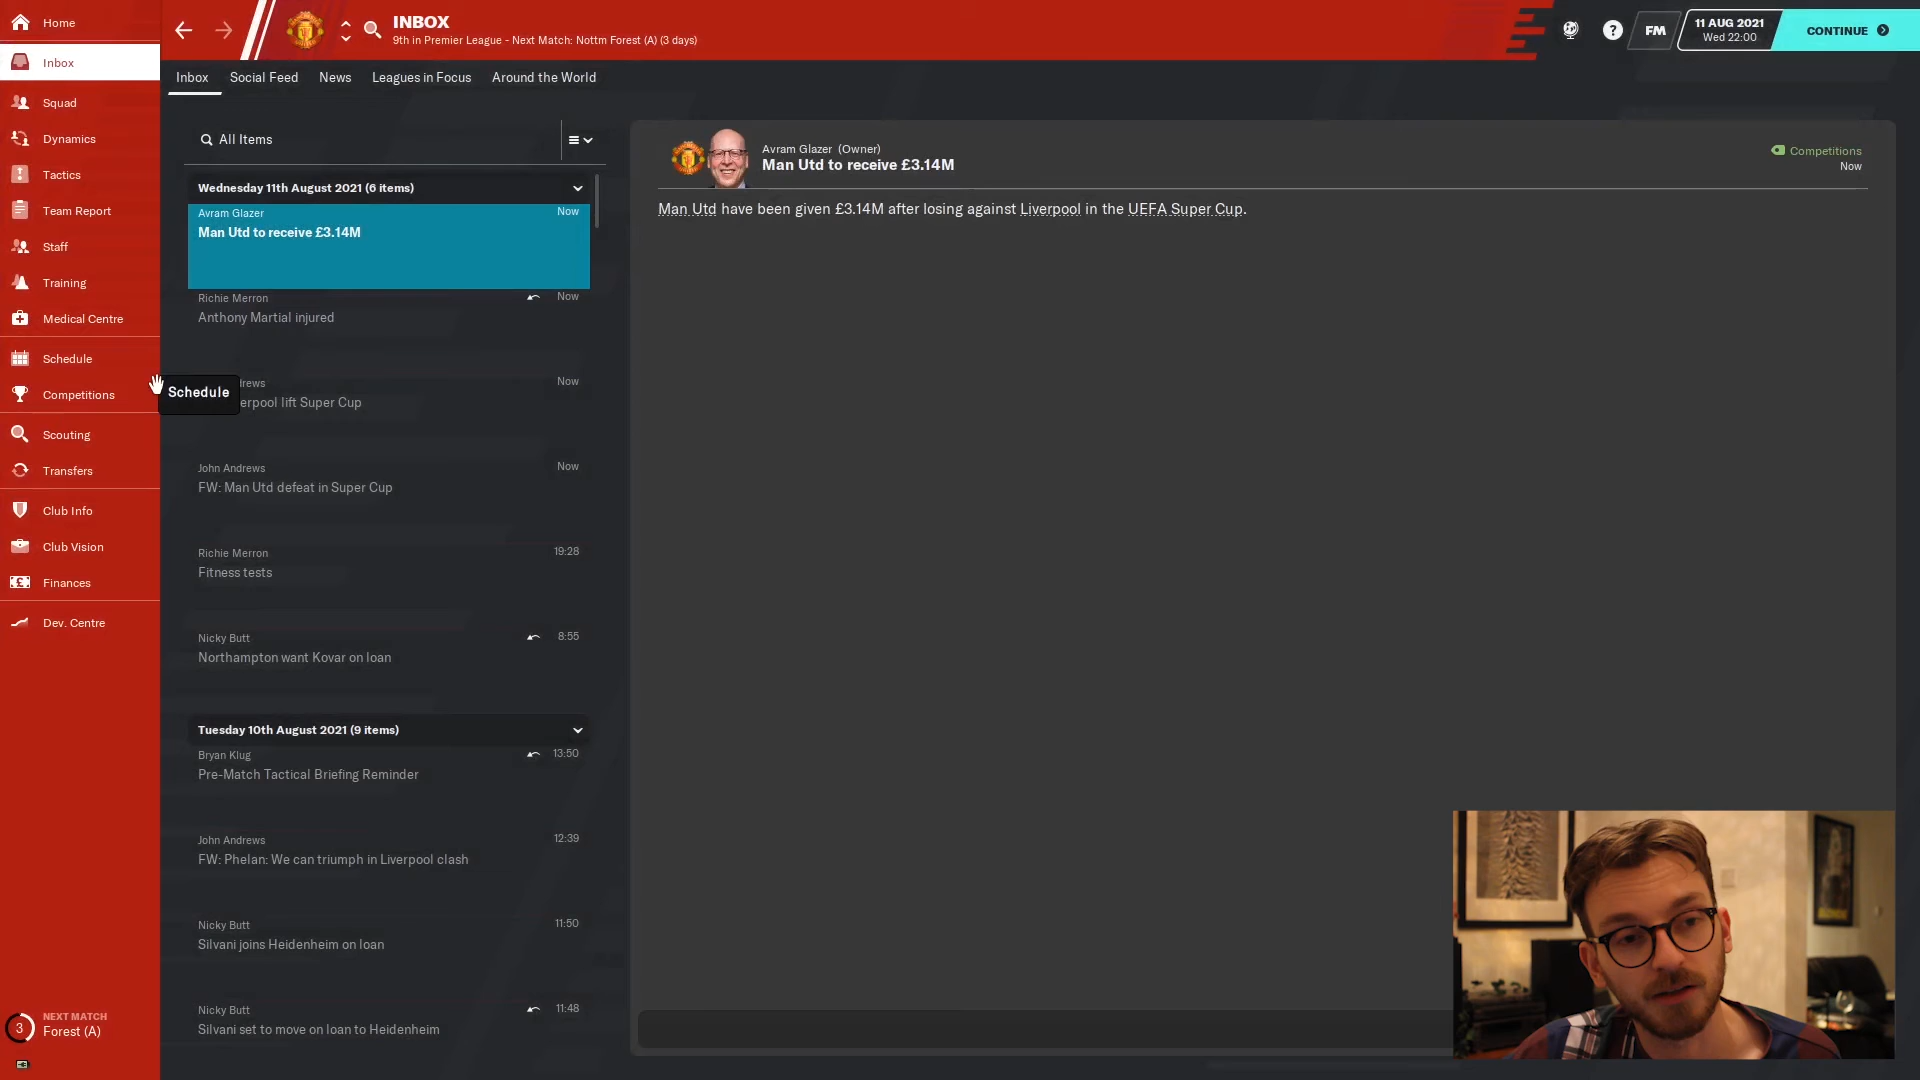 Home
Inbox
Squad
Dynamics
Tactics
Team Report
Staff
Training
Medical Centre
Schedule
Competitions
Scouting
Transfers
Club Info
Club Vision
Finances
Dev. Centre
3
NEXT MATCH
Forest (A)
INBOX
9th in Premier League - Next Match: Nottm Forest (A) (3 days)
FM
11 AUG 2021
Wed 22:00
CONTINUE
Inbox
Social Feed
News
Leagues in Focus
Around the World
All Items
Wednesday 11th August 2021 (6 items)
Avram Glazer
Now
Man Utd to receive £3.14M
Richie Merron
Now
Anthony Martial injured
drews
Now
erpool lift Super Cup
Schedule
John Andrews
Now
FW: Man Utd defeat in Super Cup
Richie Merron
19:28
Fitness tests
Nicky Butt
8:55
Northampton want Kovar on loan
Tuesday 10th August 2021 (9 items)
Bryan Klug
13:50
Pre-Match Tactical Briefing Reminder
John Andrews
12:39
FW: Phelan: We can triumph in Liverpool clash
Nicky Butt
11:50
Silvani joins Heidenheim on loan
Nicky Butt
11:48
Silvani set to move on loan to Heidenheim
Avram Glazer (Owner)
Man Utd to receive £3.14M
Competitions
Now
Man Utd have been given £3.14M after losing against Liverpool in the UEFA Super Cup.